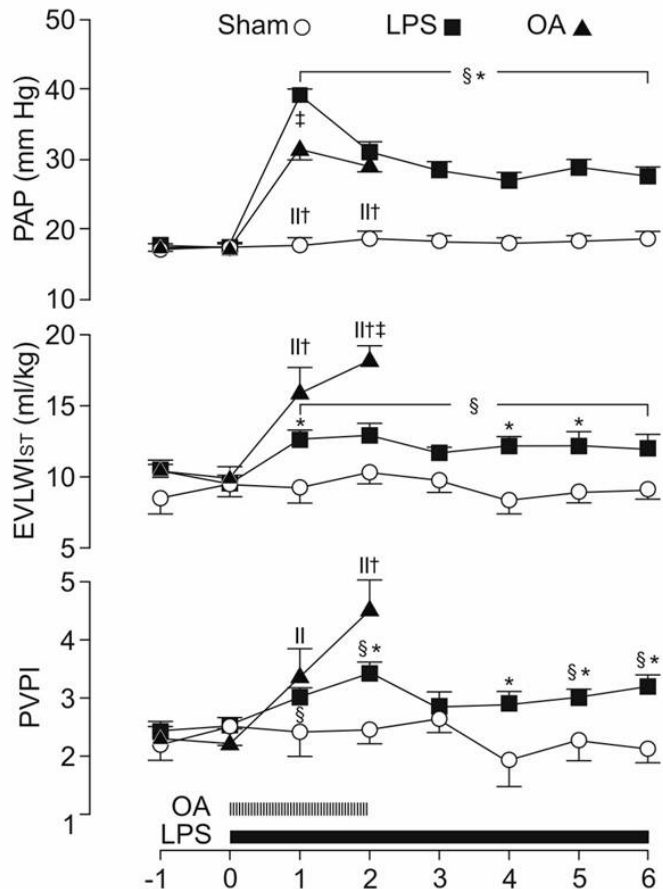 50
Sham LPS OA
§ *
40
‡
PAP (mm Hg)
30
II† II†
20
10
20
II†‡
II†
EVLWIST (ml/kg)
15
§
* * *
10
5
5
II†
4
II
§ * § * § *
*
PVPI
3
§
2
OA
1
LPS
-1 0 1 2 3 4 5 6